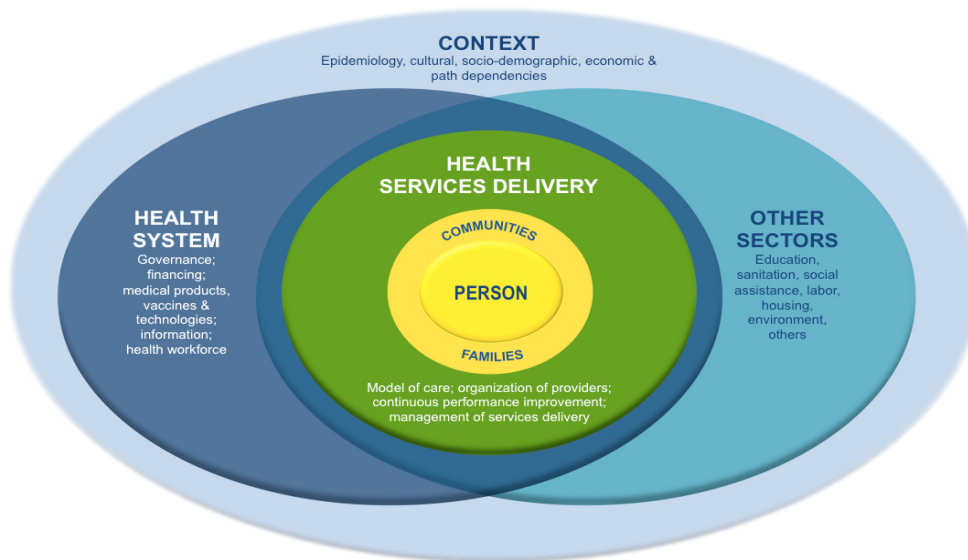 CONTEXT
Epidemiology, cultural, socio-demographic, economic &
path dependencies
HEALTH
SERVICES DELIVERY
HEALTH
SYSTEM
Governance;
financing;
medical products,
vaccines &
technologies;
information;
health workforce
COMMUNITIES
PERSON
FAMILIES
Model of care; organization of providers;
continuous performance improvement;
management of services delivery
OTHER
SECTORS
Education,
sanitation, social
assistance, labor,
housing,
environment,
others